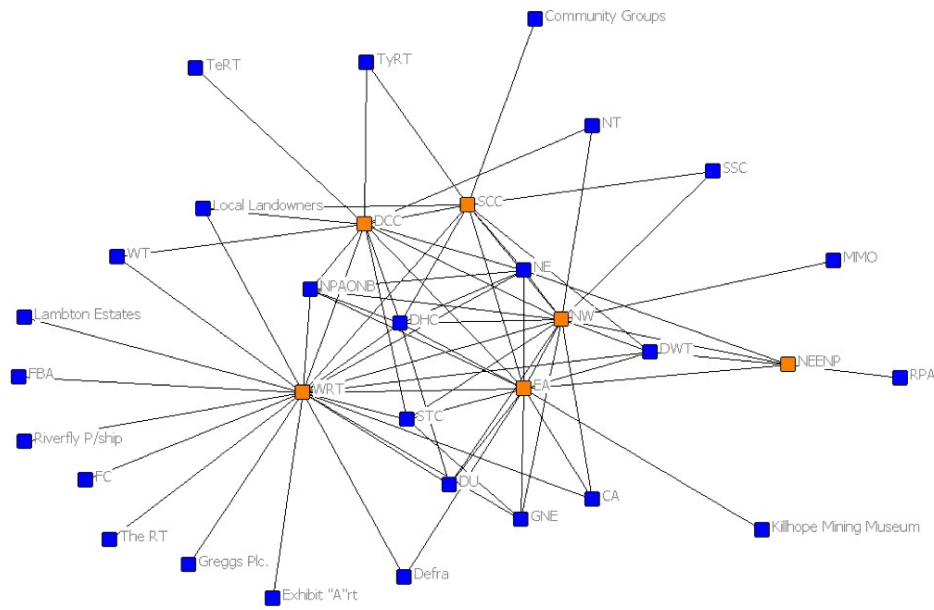 Community Groups
TeRT
TyRT
NT
SSC
Local Landowners
SCC
DCC
WT
NE
MMO
NPAONB
Lambton Estates
DHC
NW
DWT
NEENP
FBA
WRT
EA
RPA
STC
Riverfly P/ship
FC
DU
CA
GNE
Killhope Mining Museum
The RT
Greggs Plc.
Defra
Exhibit "A"rt